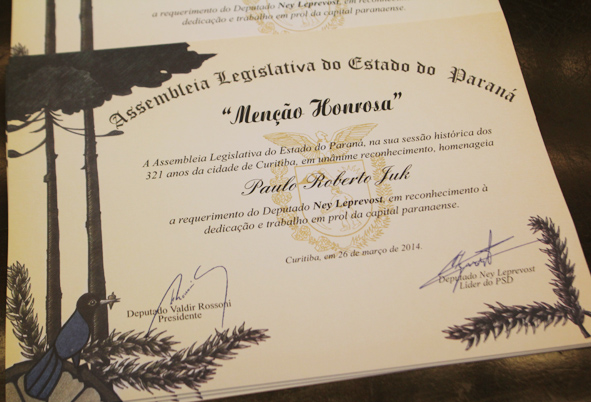 a requerimento do Deputado Ney Leprevost, em reconhecimento
dedicação e trabalho em prol da capital paranaense.
Assembleia Legislativa do Estado do Paraná
“Menção Honrosa”
A Assembleia Legislativa do Estado do Paraná, na sua sessão histórica dos
321 anos da cidade de Curitiba, em unânime reconhecimento, homenageia
Paulo Roberto Juk
a requerimento do Deputado Ney Leprevost, em reconhecimento à
dedicação e trabalho em prol da capital paranaense.
Curitiba, em 26 de março de 2014.
Deputado Valdir Rossoni
Presidente
Deputado Ney Leprevost
Líder do PSD